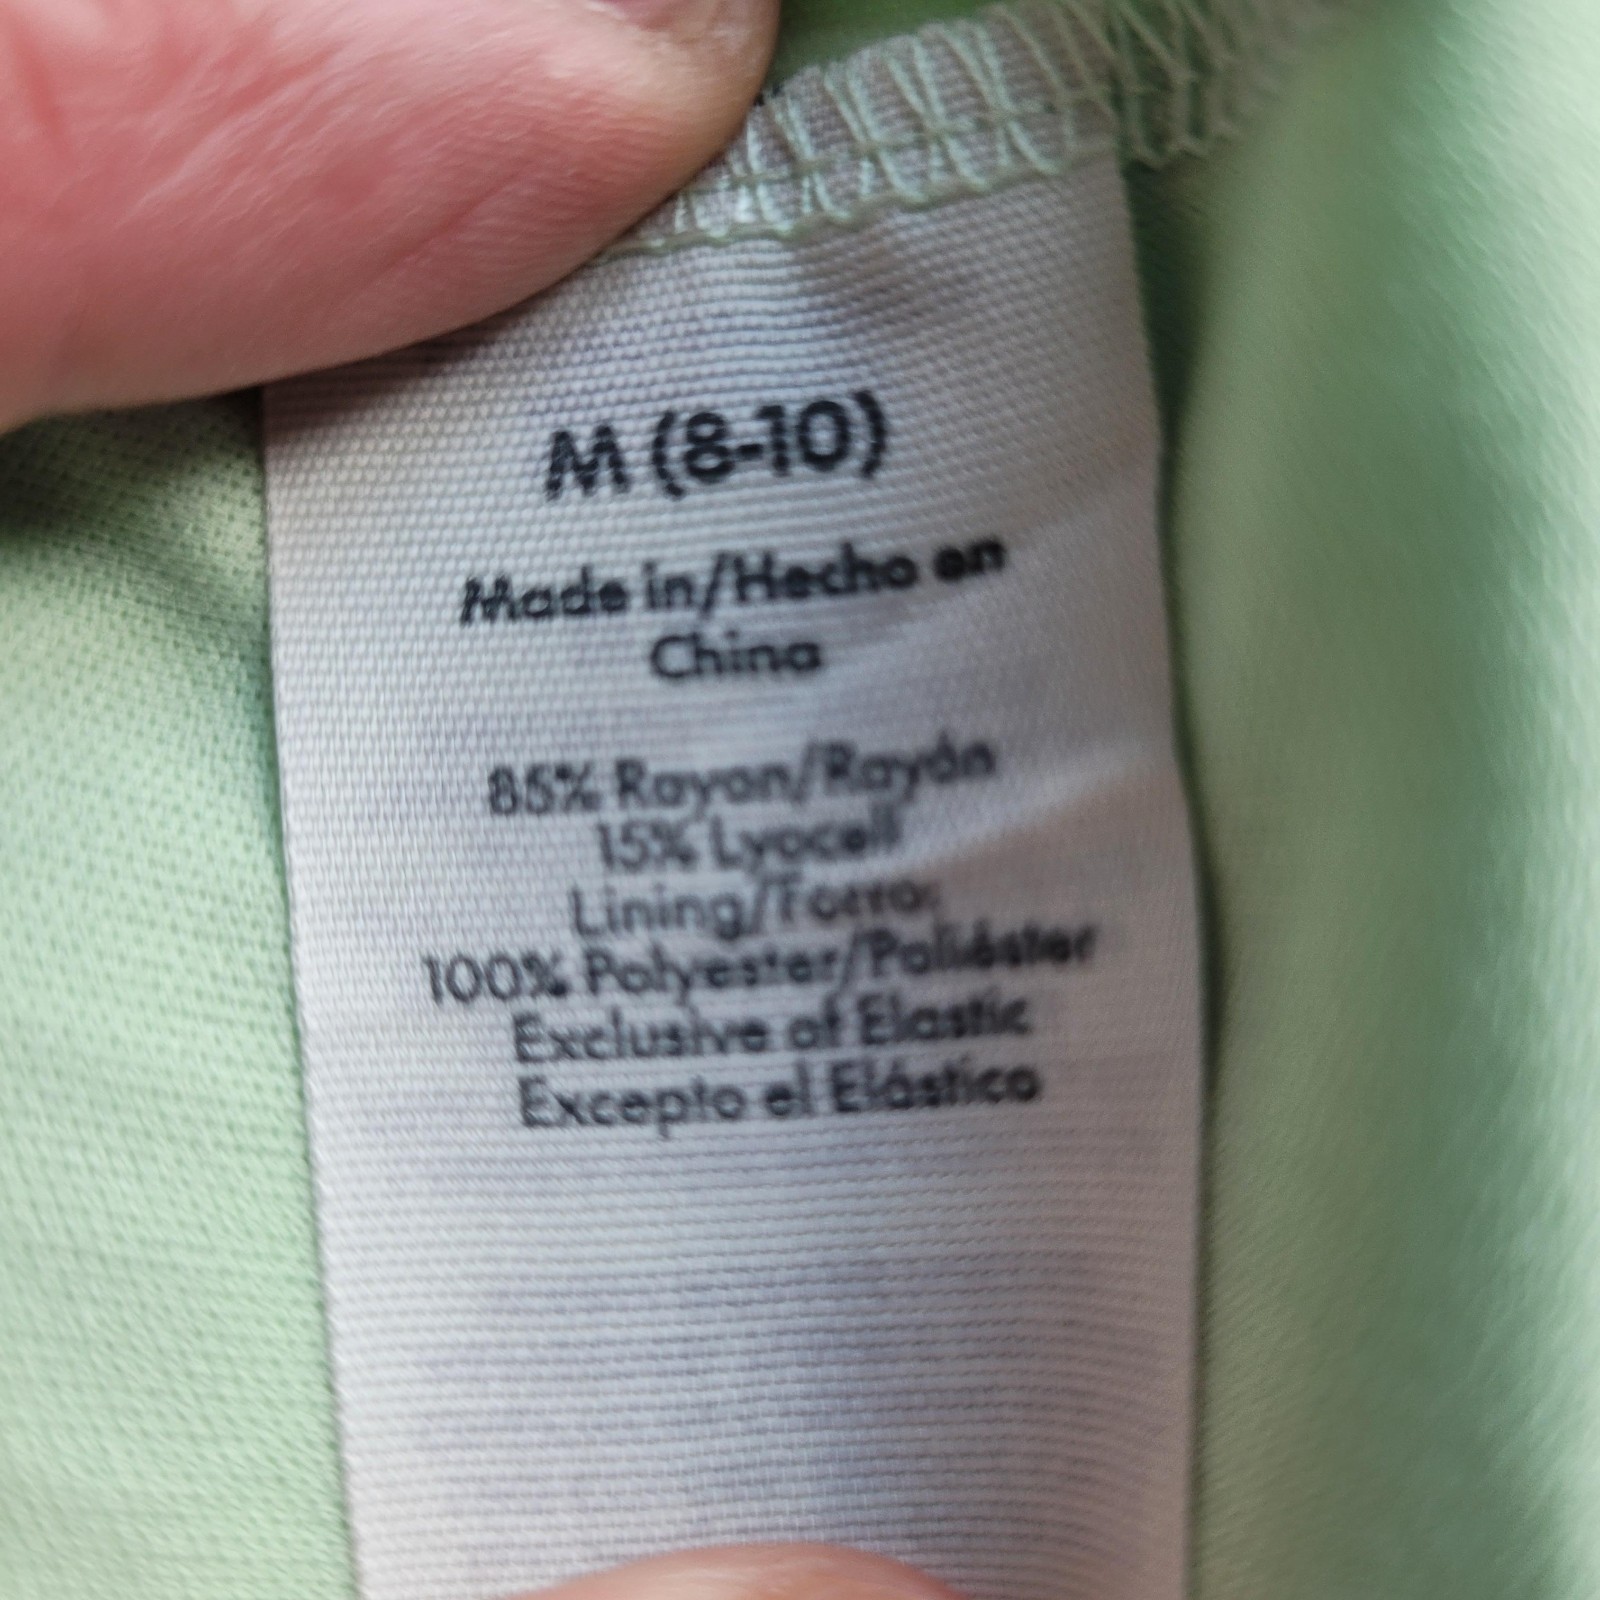 M (8-10)
Made in/Hecho en
China
85% Rayon/Rayón
15% Lyocell
Lining/Forro:
100% Polyester/Poliéster
Exclusive of Elastic
Excepto el Elástico